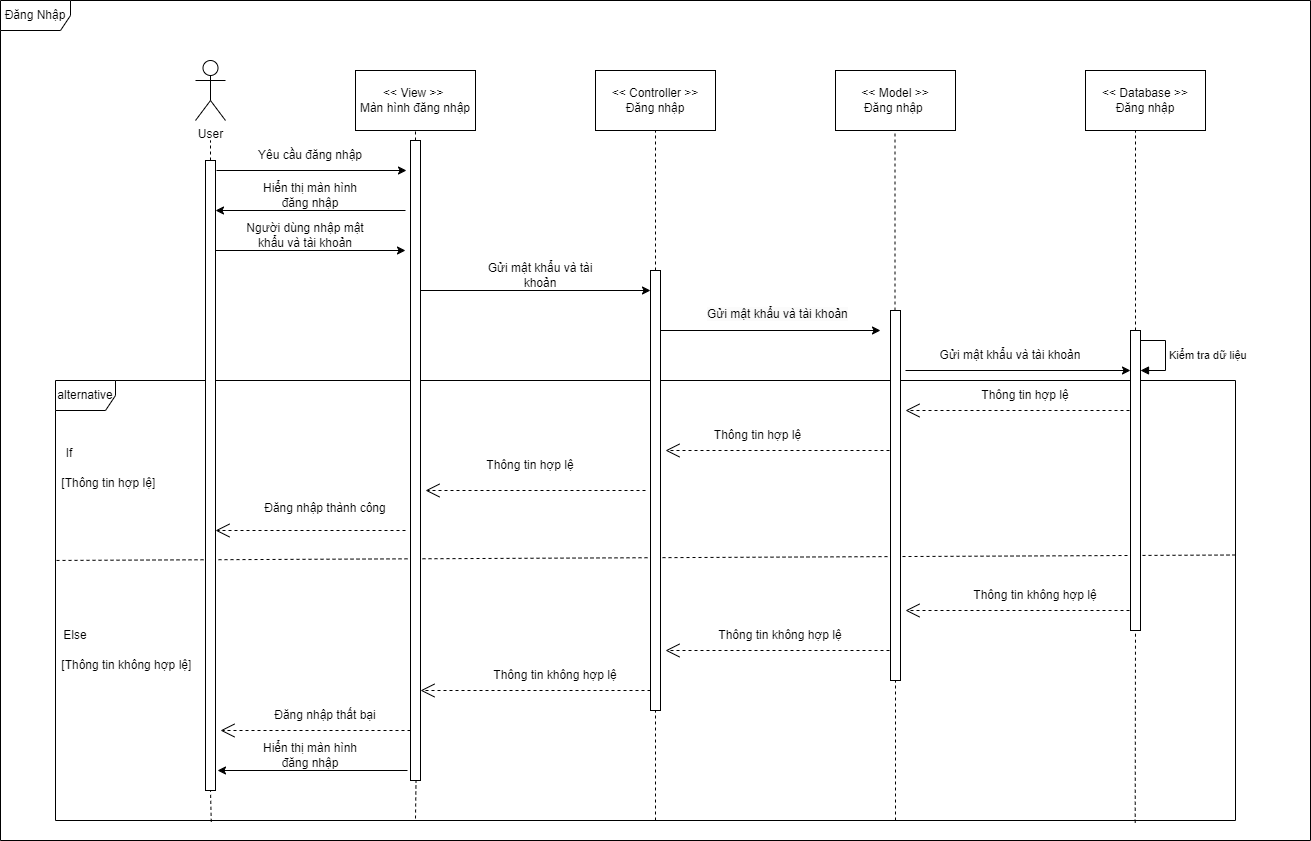 Đăng Nhập
User
<< View >>
Màn hình đăng nhập
<< Controller >>
Đăng nhập
<< Model >>
Đăng nhập
<< Database >>
Đăng nhập
Yêu cầu đăng nhập
Hiển thị màn hình
đăng nhập
Người dùng nhập mật
khẩu và tài khoản
Gửi mật khẩu và tài
khoản
Gửi mật khẩu và tài khoản
Gửi mật khẩu và tài khoản
Kiểm tra dữ liệu
alternative
Thông tin hợp lệ
Thông tin hợp lệ
If
Thông tin hợp lệ
[Thông tin hợp lệ]
Đăng nhập thành công
Thông tin không hợp lệ
Else
Thông tin không hợp lệ
[Thông tin không hợp lệ]
Thông tin không hợp lệ
Đăng nhập thất bại
Hiển thị màn hình
đăng nhập